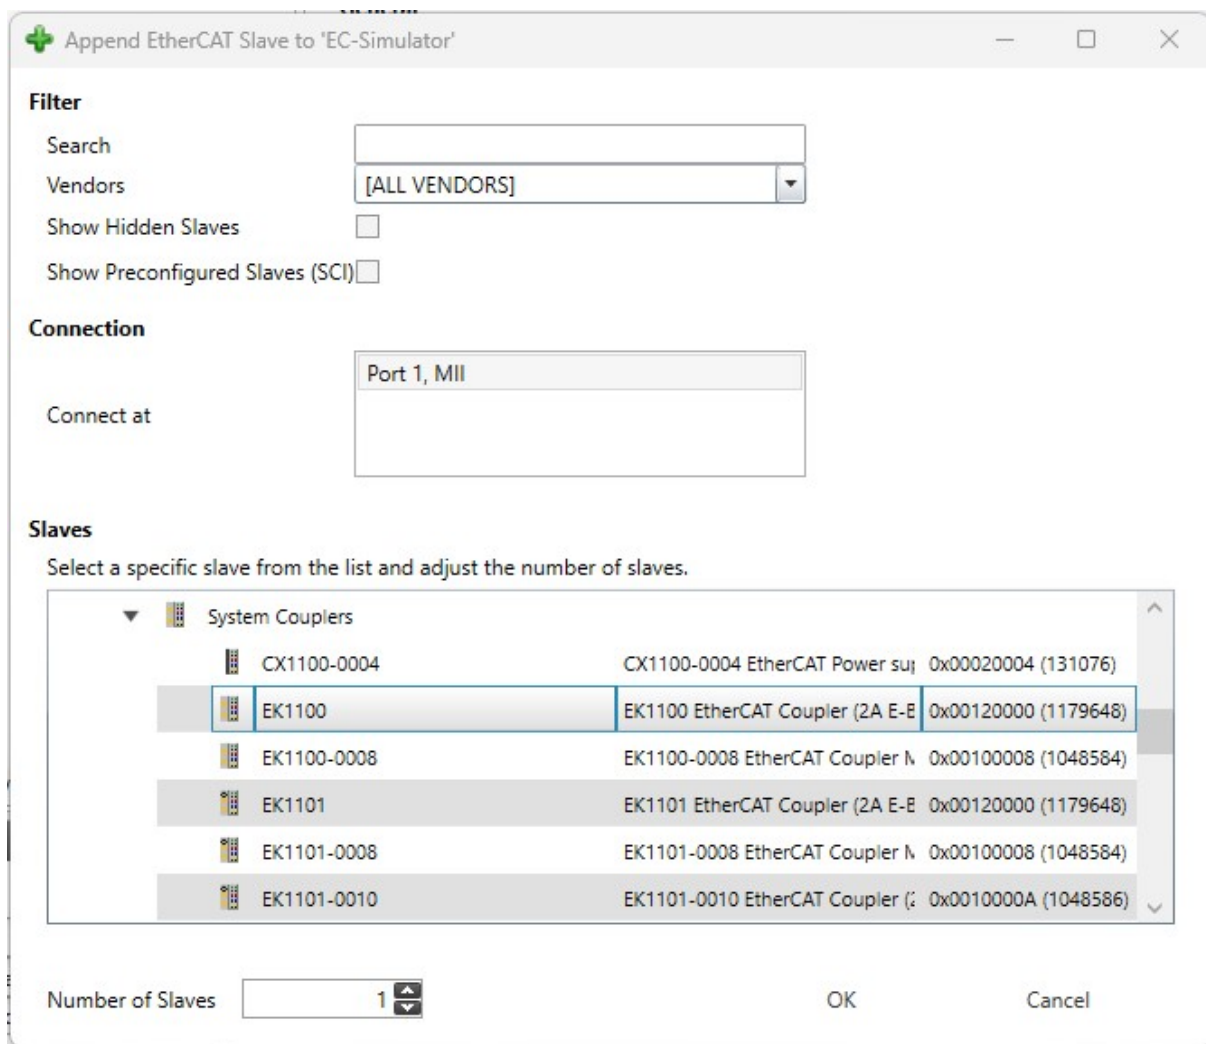 Append EtherCAT Slave to 'EC-Simulator'
Filter
Search
Vendors [ALL VENDORS]
Show Hidden Slaves
Show Preconfigured Slaves (SCI)
Connection
Port 1, MII
Connect at
Slaves
Select a specific slave from the list and adjust the number of slaves.
System Couplers
CX1100-0004 CX1100-0004 EtherCAT Power 0x00020004 (131076)
EK1100 EK1100 EtherCAT Coupler (2A 0x00120000 (1179648)
EK1100-0008 EK1100-0008 EtherCAT Coupler 0x00100008 (1048584)
EK1101 EK1101 EtherCAT Coupler (2A 0x00120000 (1179648)
EK1101-0008 EK1101-0008 EtherCAT Coupler 0x00100008 (1048584)
EK1101-0010 EK1101-0010 EtherCAT Coupler 0x0010000A (1048586)
Number of Slaves 1 OK Cancel